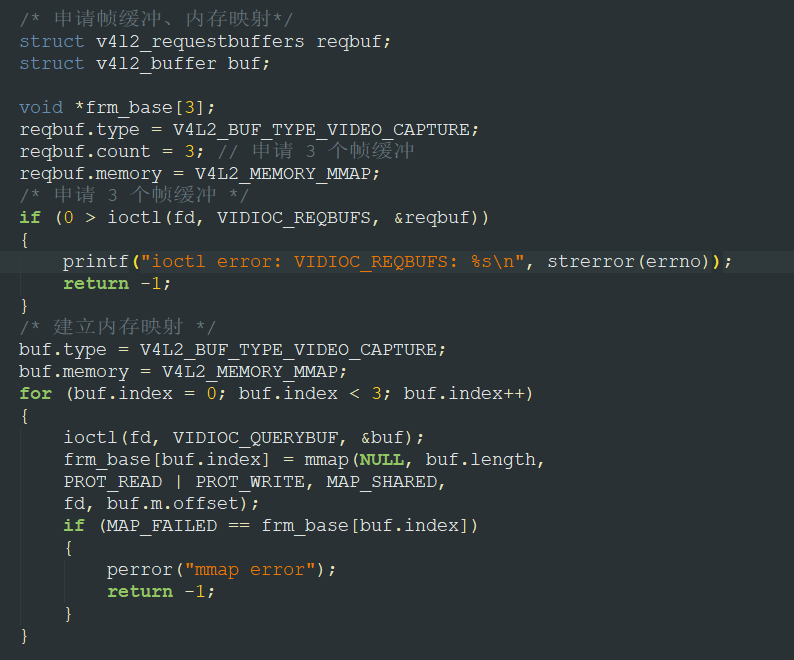 /* 申请帧缓冲、内存映射*/
struct v4l2_requestbuffers reqbuf;
struct v4l2_buffer buf;
void *frm_base[3];
reqbuf.type = V4L2_BUF_TYPE_VIDEO_CAPTURE;
reqbuf.count = 3; // 申请 3 个帧缓冲
reqbuf.memory = V4L2_MEMORY_MMAP;
/* 申请 3 个帧缓冲 */
if (0 > ioctl(fd, VIDIOC_REQBUFS, &reqbuf))
{
    printf("ioctl error: VIDIOC_REQBUFS: %s\n", strerror(errno));
    return -1;
}
/* 建立内存映射 */
buf.type = V4L2_BUF_TYPE_VIDEO_CAPTURE;
buf.memory = V4L2_MEMORY_MMAP;
for (buf.index = 0; buf.index < 3; buf.index++)
{
    ioctl(fd, VIDIOC_QUERYBUF, &buf);
    frm_base[buf.index] = mmap(NULL, buf.length,
    PROT_READ | PROT_WRITE, MAP_SHARED,
    fd, buf.m.offset);
    if (MAP_FAILED == frm_base[buf.index])
    {
        perror("mmap error");
        return -1;
    }
}